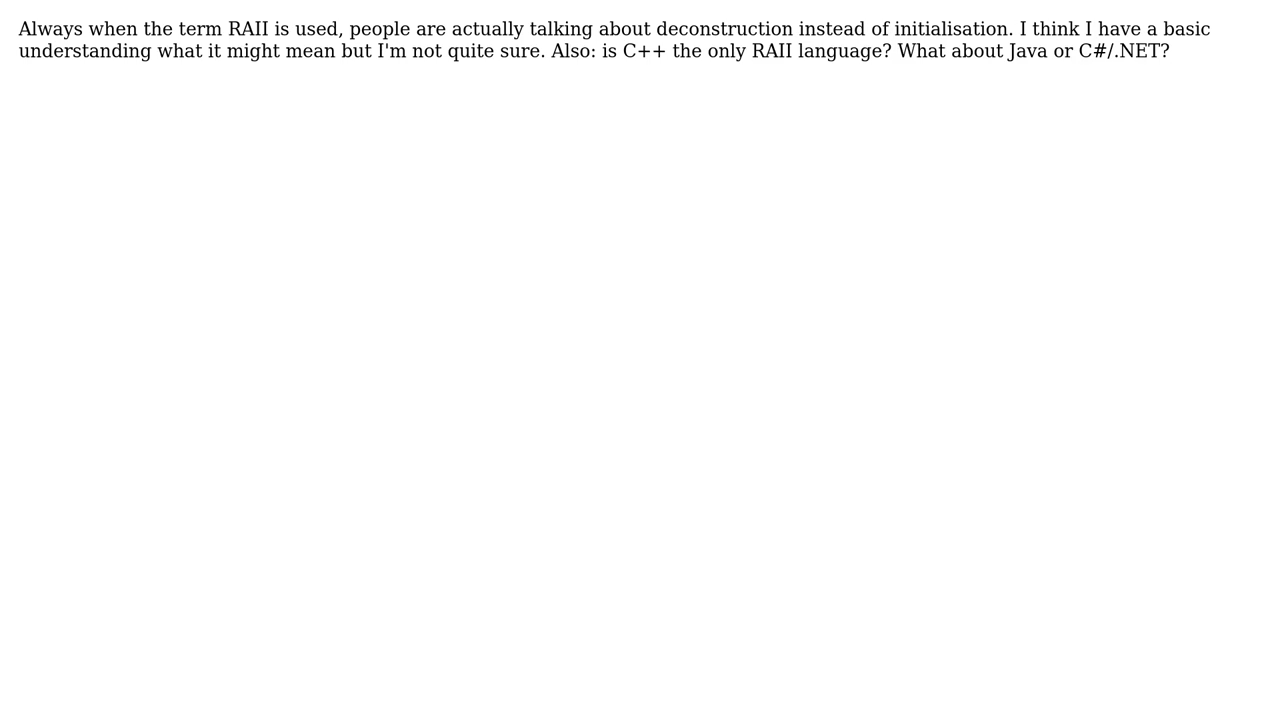 Always when the term RAII is used, people are actually talking about deconstruction instead of initialisation. I think I have a basic
understanding what it might mean but I'm not quite sure. Also: is C++ the only RAII language? What about Java or C#/.NET?